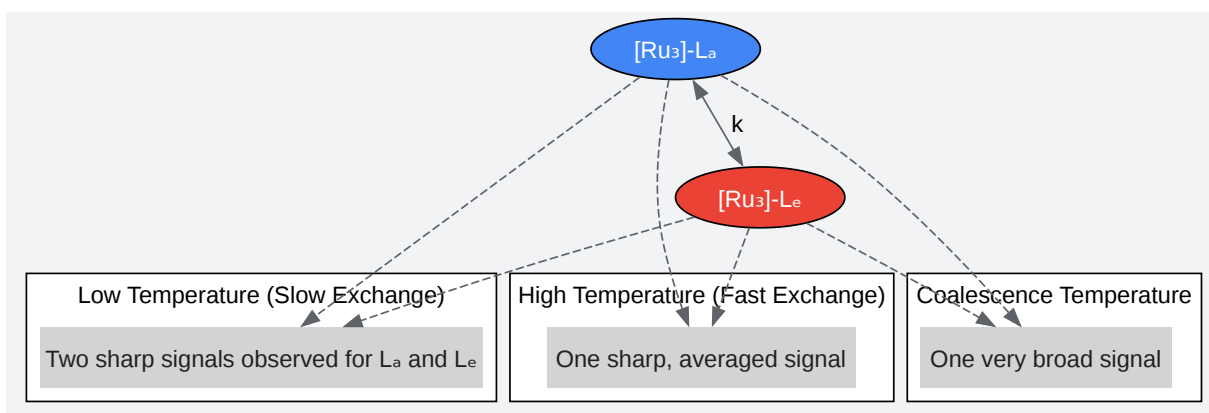 [Ru₃]-Lₐ
k
[Ru₃]-Lₑ
Low Temperature (Slow Exchange)
Two sharp signals observed for Lₐ and Lₑ
High Temperature (Fast Exchange)
One sharp, averaged signal
Coalescence Temperature
One very broad signal